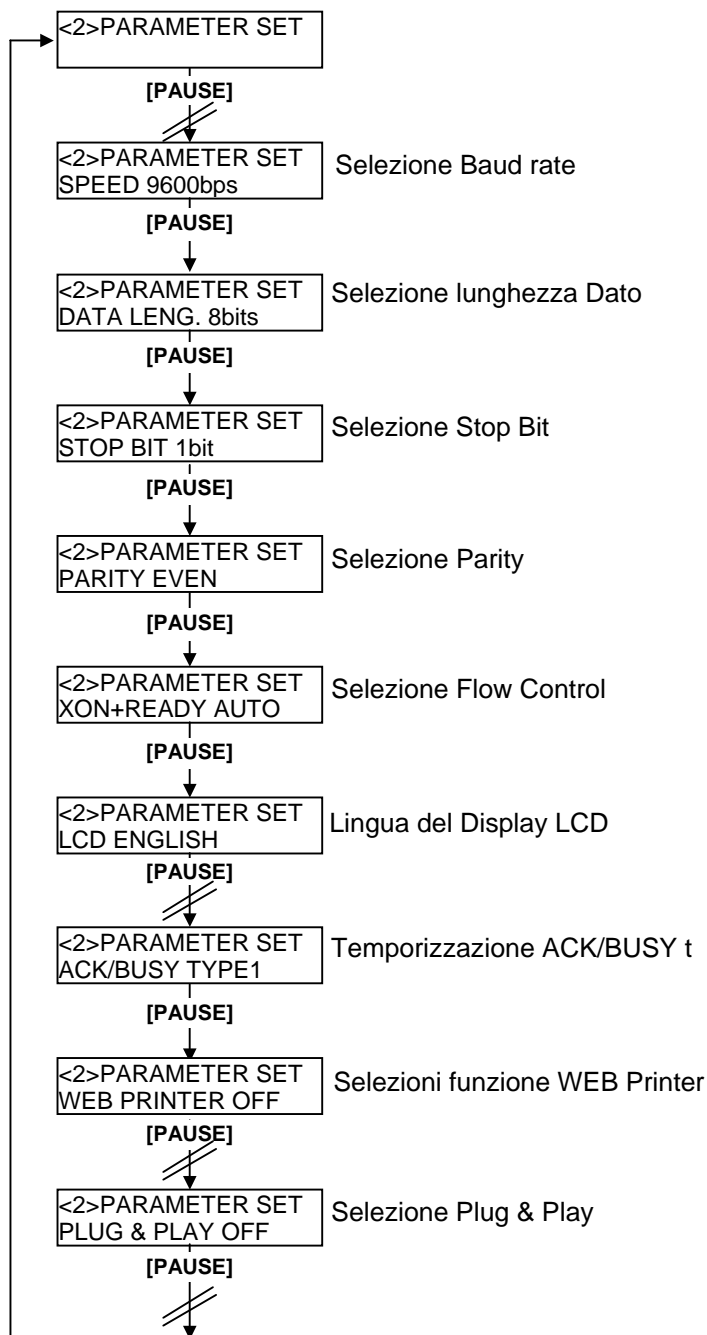 <2>PARAMETER SET
[PAUSE]
<2>PARAMETER SET
SPEED 9600bps
Selezione Baud rate
[PAUSE]
<2>PARAMETER SET
DATA LENG. 8bits
Selezione lunghezza Dato
[PAUSE]
<2>PARAMETER SET
STOP BIT 1bit
Selezione Stop Bit
[PAUSE]
<2>PARAMETER SET
PARITY EVEN
Selezione Parity
[PAUSE]
<2>PARAMETER SET
XON+READY AUTO
Selezione Flow Control
[PAUSE]
<2>PARAMETER SET
LCD ENGLISH
Lingua del Display LCD
[PAUSE]
<2>PARAMETER SET
ACK/BUSY TYPE1
Temporizzazione ACK/BUSY t
[PAUSE]
<2>PARAMETER SET
WEB PRINTER OFF
Selezioni funzione WEB Printer
[PAUSE]
<2>PARAMETER SET
PLUG & PLAY OFF
Selezione Plug & Play
[PAUSE]